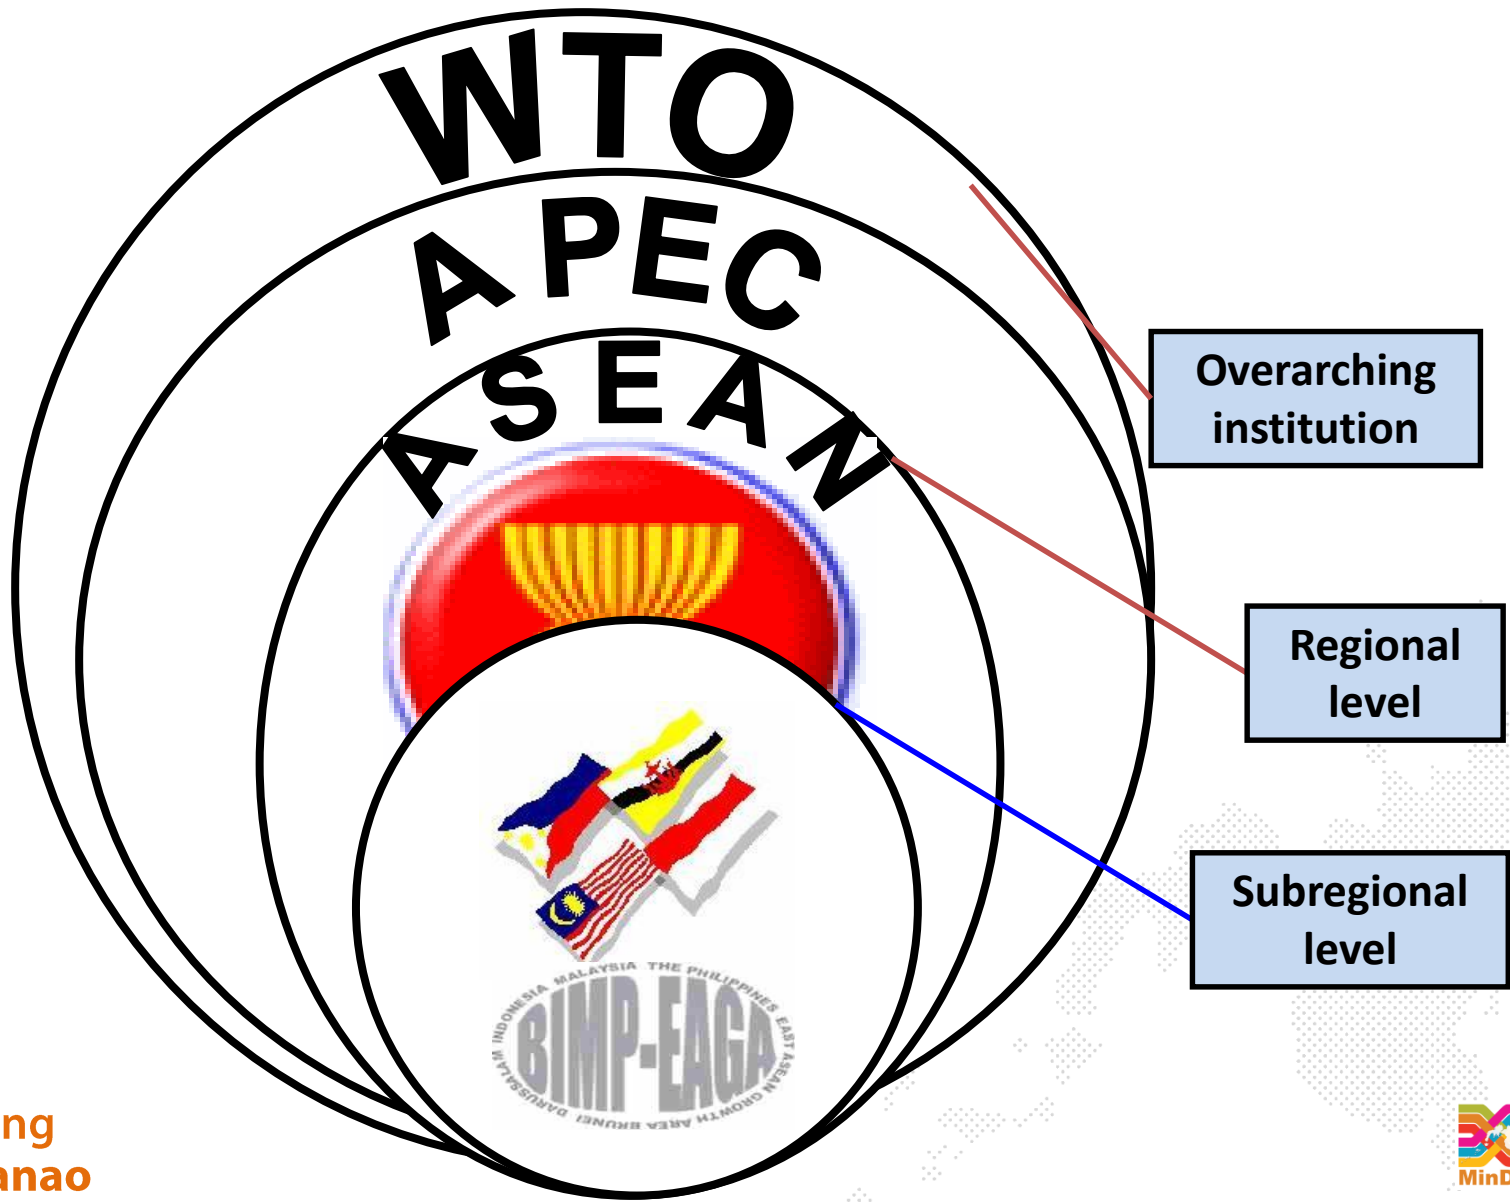 WTO
APEC
ASEAN
Overarching
institution
Regional
level
Subregional
level
BRUNEI DARUSSALAM INDONESIA MALAYSIA THE PHILIPPINES EAST ASEAN GROWTH AREA
BIMP-EAGA
ng
anao
MinD